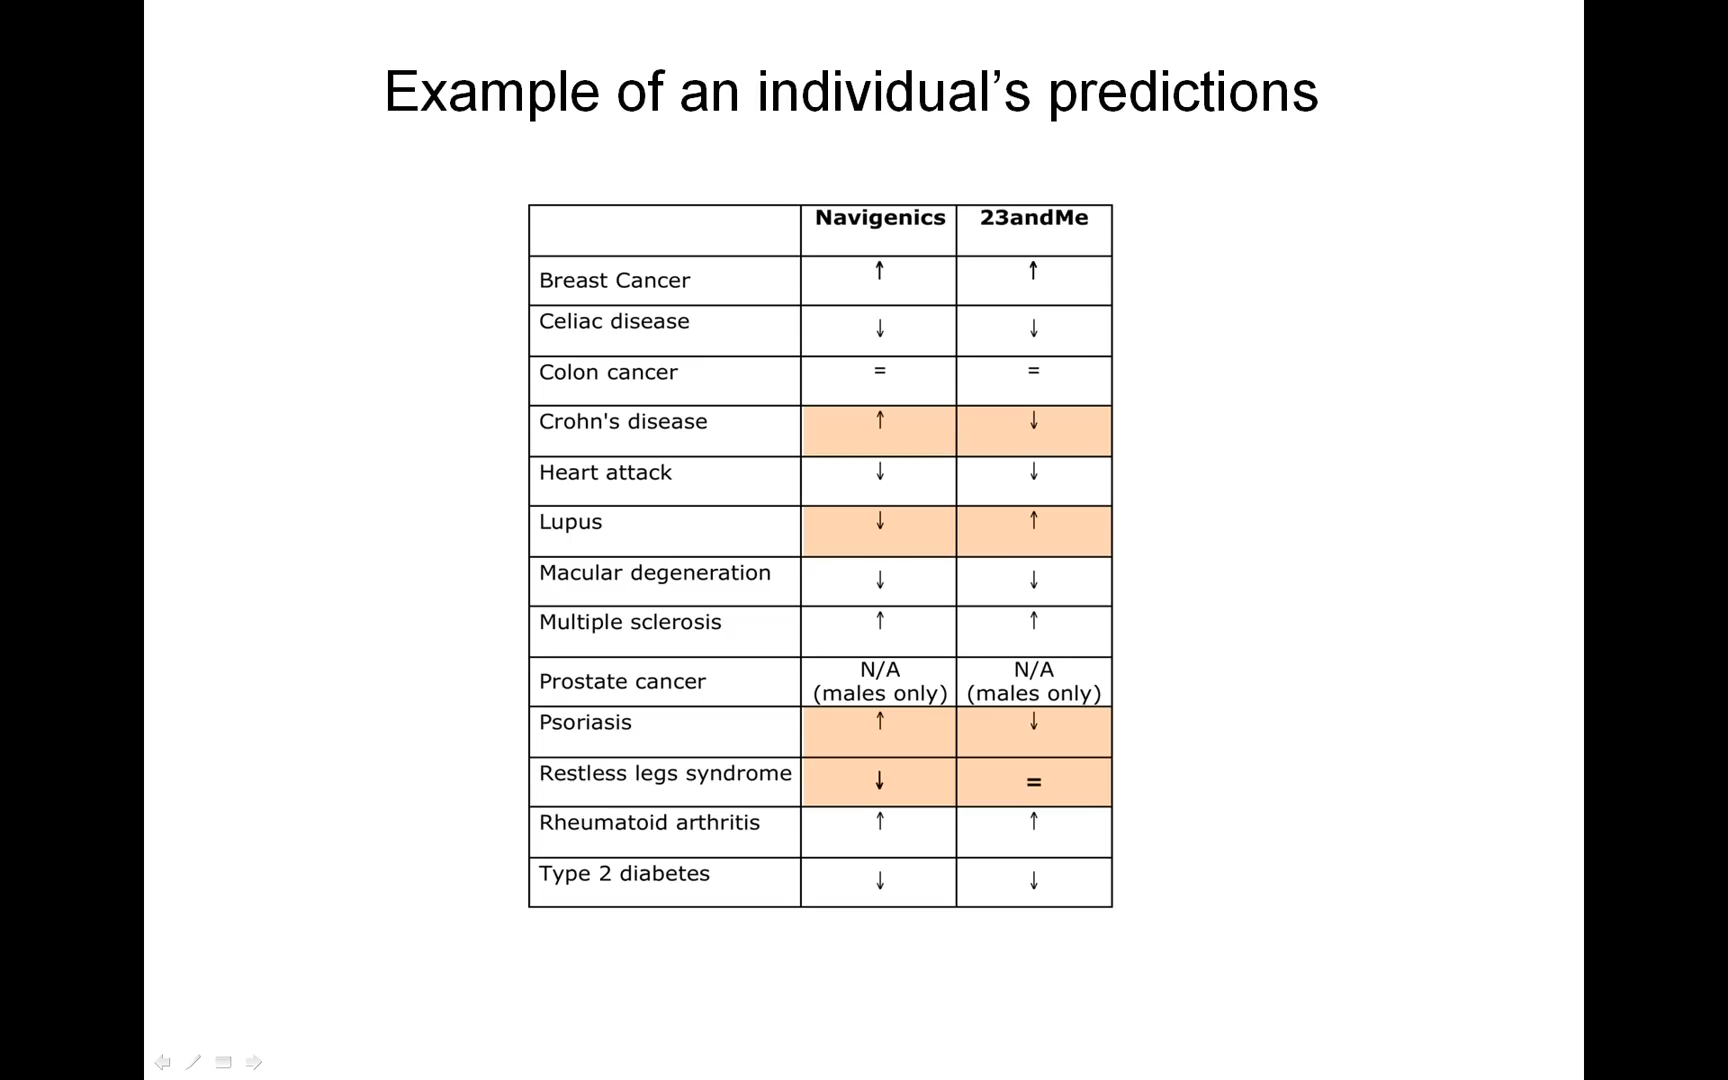 Example of an individual’s predictions
Navigenics 23andMe
Breast Cancer ↑ ↑
Celiac disease ↓ ↓
Colon cancer = =
Crohn's disease ↑ ↓
Heart attack ↓ ↓
Lupus ↓ ↑
Macular degeneration ↓ ↓
Multiple sclerosis ↑ ↑
Prostate cancer N/A (males only) N/A (males only)
Psoriasis ↑ ↓
Restless legs syndrome ↓ =
Rheumatoid arthritis ↑ ↑
Type 2 diabetes ↓ ↓